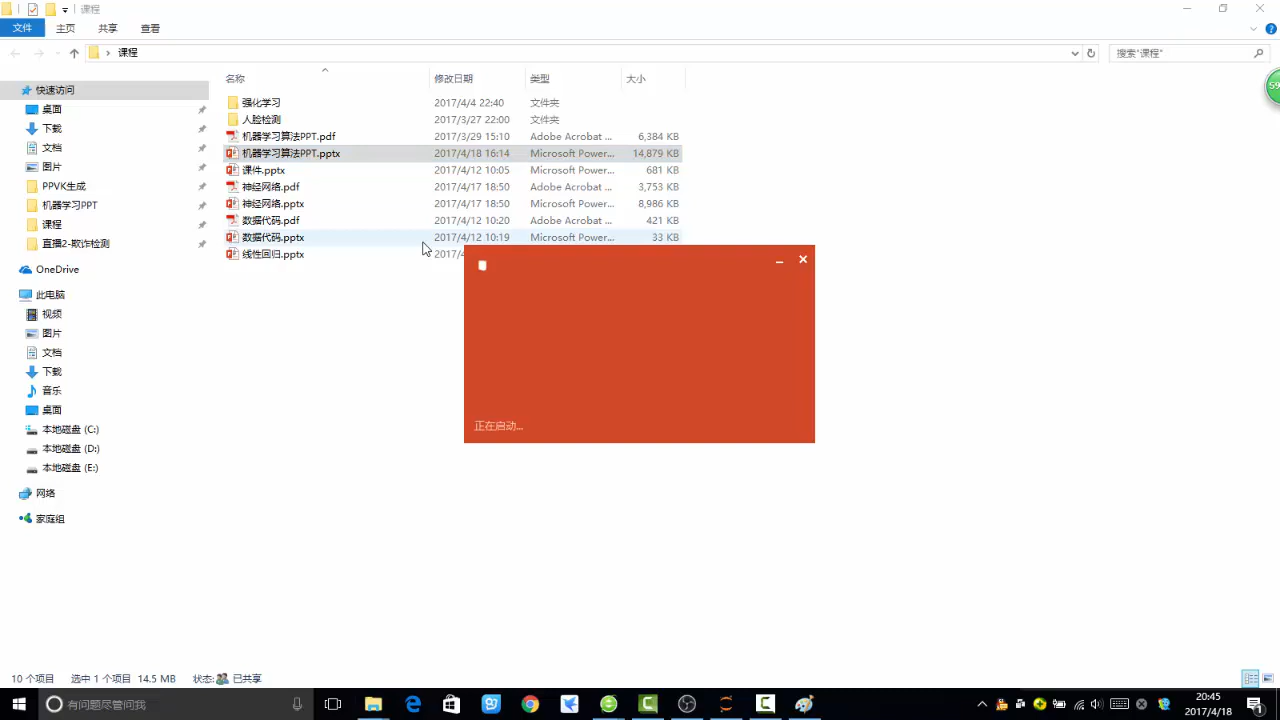 课程
文件 主页 共享 查看
课程 搜索"课程"
59
名称 修改日期 类型 大小
快速访问
桌面
下载
文档
图片
PPVK生成
机器学习PPT
课程
直播2-欺诈检测
OneDrive
此电脑
视频
图片
文档
下载
音乐
桌面
本地磁盘 (C:)
本地磁盘 (D:)
本地磁盘 (E:)
网络
家庭组
强化学习 2017/4/4 22:40 文件夹
人脸检测 2017/3/27 22:00 文件夹
机器学习算法PPT.pdf 2017/3/29 15:10 Adobe Acrobat ... 6,384 KB
机器学习算法PPT.pptx 2017/4/18 16:14 Microsoft Power... 14,879 KB
课件.pptx 2017/4/12 10:05 Microsoft Power... 681 KB
神经网络.pdf 2017/4/17 18:50 Adobe Acrobat ... 3,753 KB
神经网络.pptx 2017/4/17 18:50 Microsoft Power... 8,986 KB
数据代码.pdf 2017/4/12 10:20 Adobe Acrobat ... 421 KB
数据代码.pptx 2017/4/12 10:19 Microsoft Power... 33 KB
线性回归.pptx 2017/4
正在启动...
10 个项目 选中 1 个项目 14.5 MB 状态: 已共享
有问题尽管问我
20:45
2017/4/18